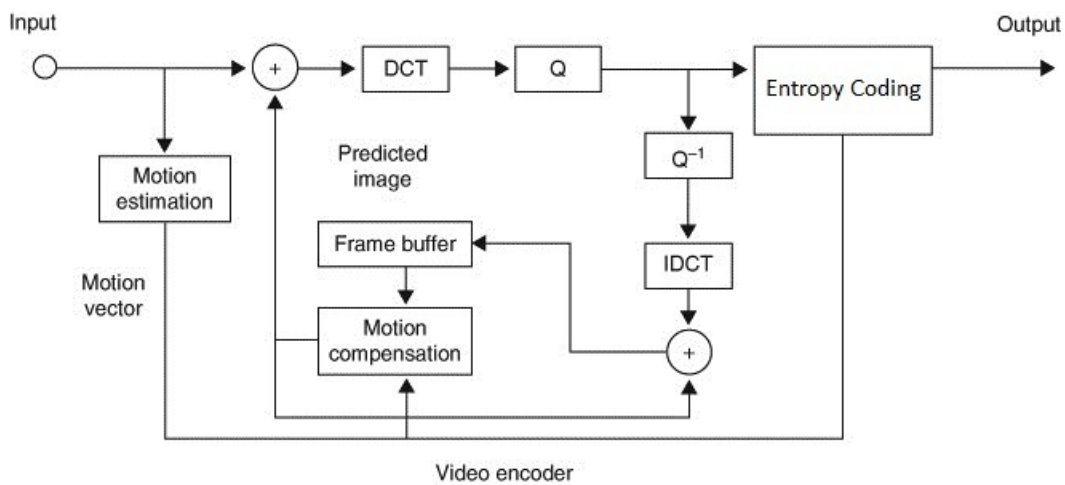 Input
Output
+
DCT
Q
Entropy Coding
Motion
estimation
Predicted
image
Q⁻¹
Frame buffer
IDCT
Motion
vector
Motion
compensation
+
Video encoder